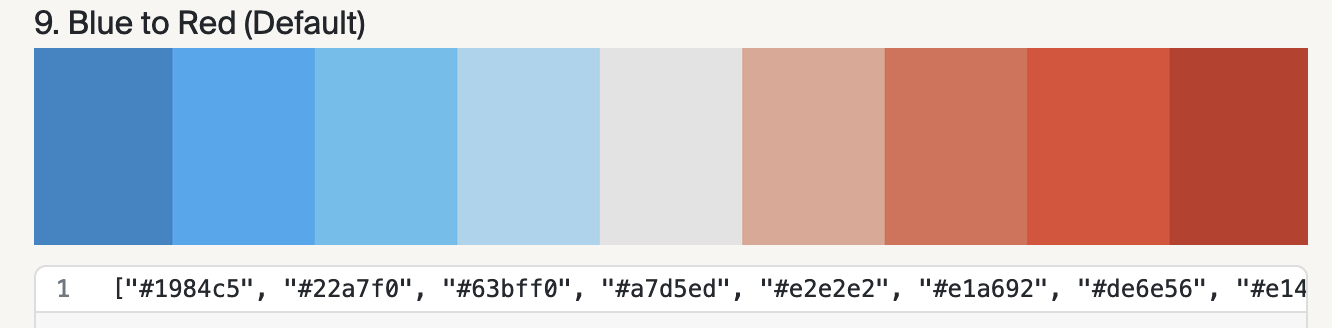 9. Blue to Red (Default)
1 ["#1984c5", "#22a7f0", "#63bff0", "#a7d5ed", "#e2e2e2", "#e1a692", "#de6e56", "#e14